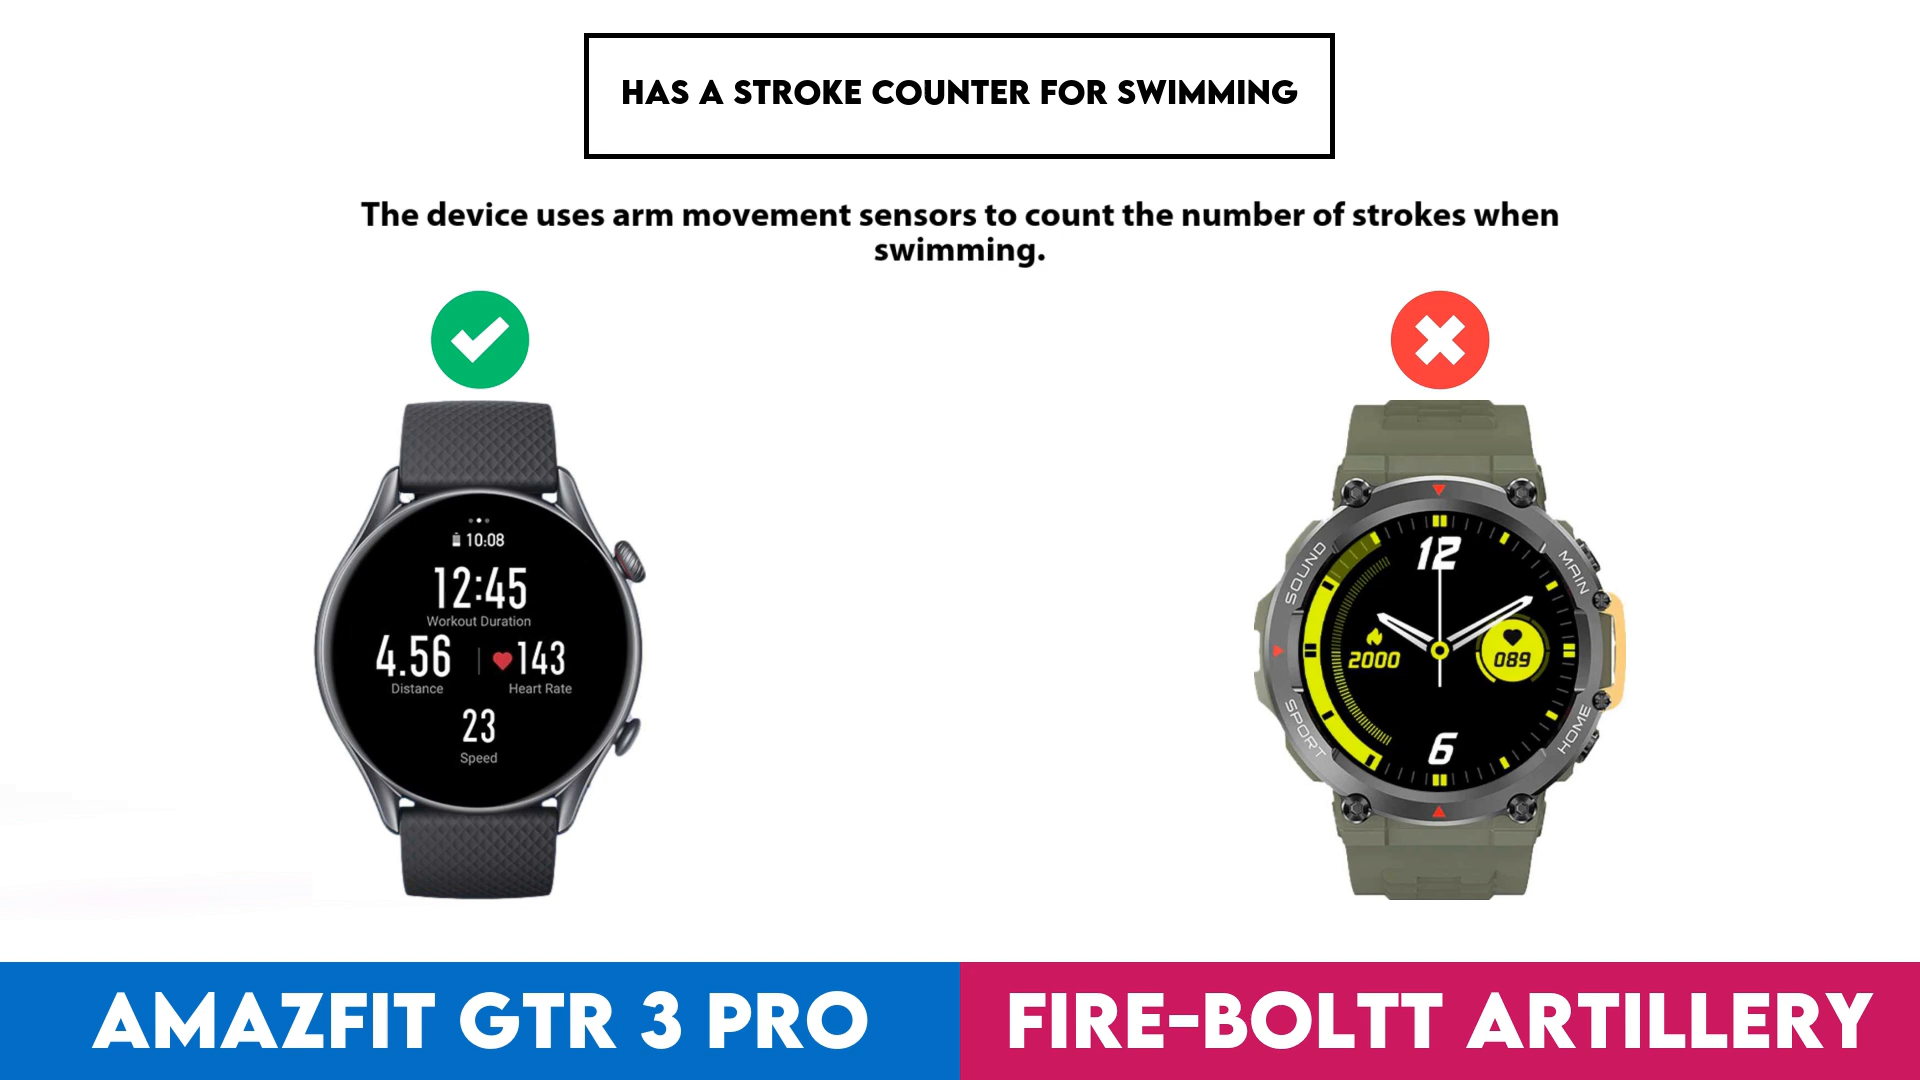 HAS A STROKE COUNTER FOR SWIMMING
The device uses arm movement sensors to count the number of strokes when
swimming.
10:08
12:45
Workout Duration
4.56 143
Distance Heart Rate
23
Speed
SOUND
MAIN
12
2000
089
6
SPORT
HOME
AMAZFIT GTR 3 PRO
FIRE-BOLTT ARTILLERY